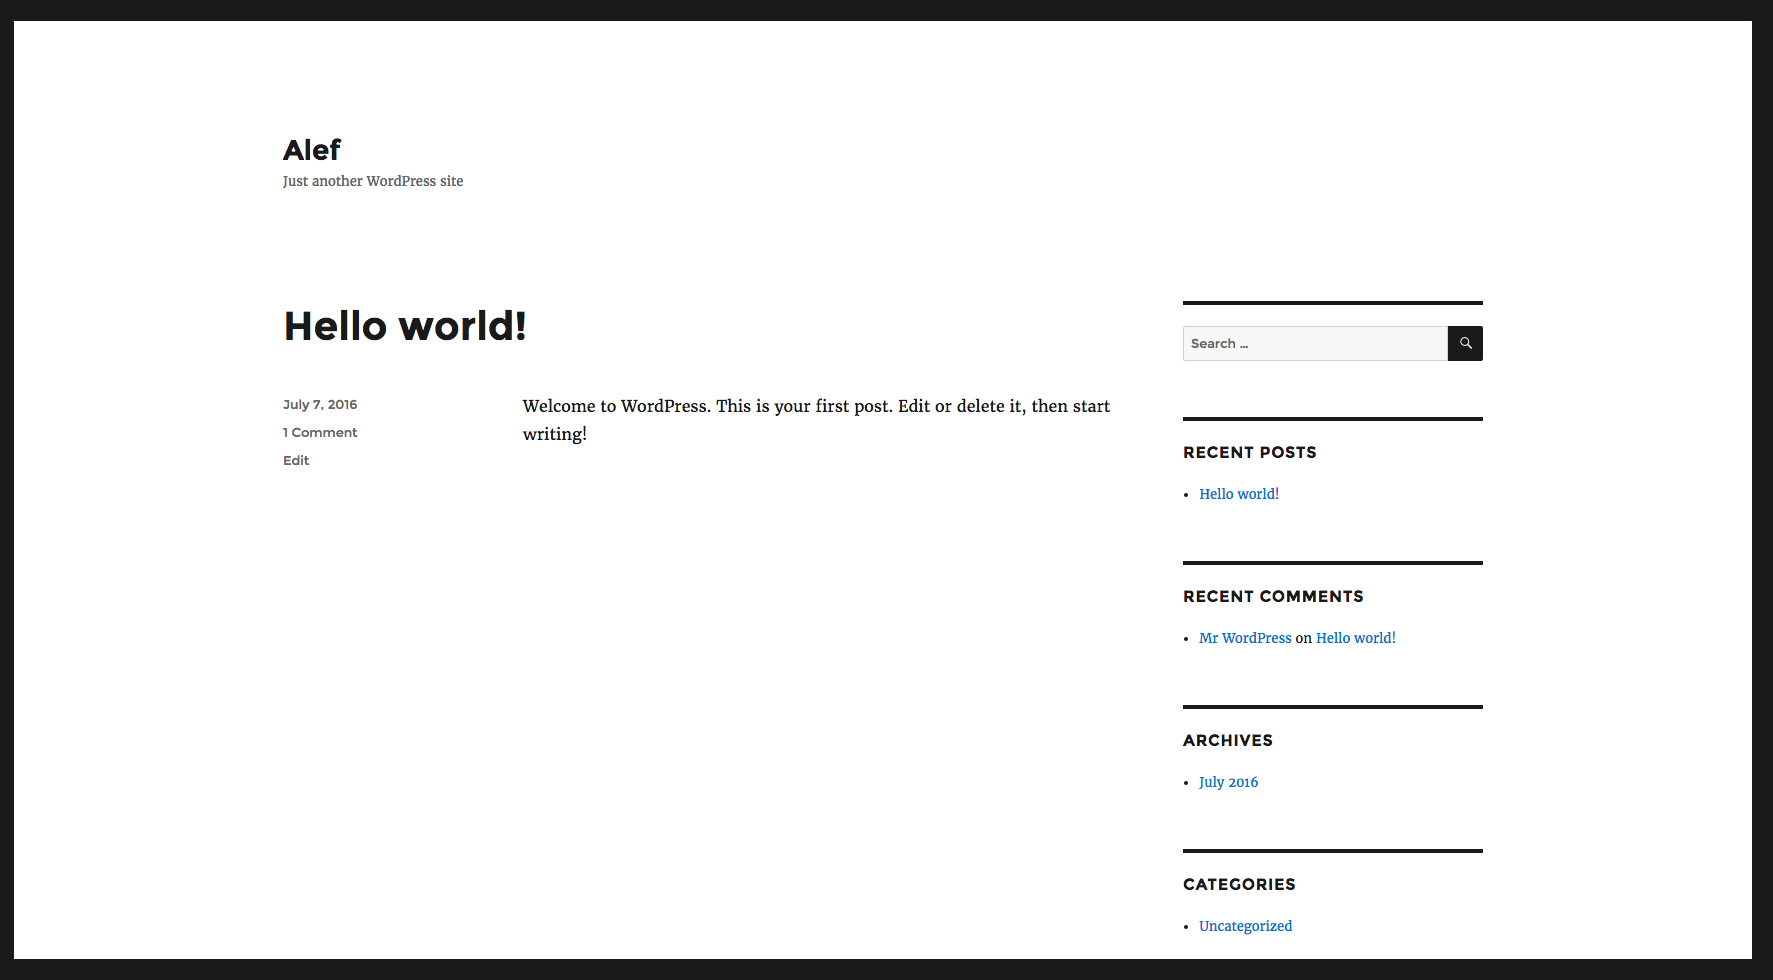 Alef
Just another WordPress site
Hello world!
July 7, 2016
1 Comment
Edit
Welcome to WordPress. This is your first post. Edit or delete it, then start
writing!
Search ...
RECENT POSTS
Hello world!
RECENT COMMENTS
Mr WordPress on Hello world!
ARCHIVES
July 2016
CATEGORIES
Uncategorized